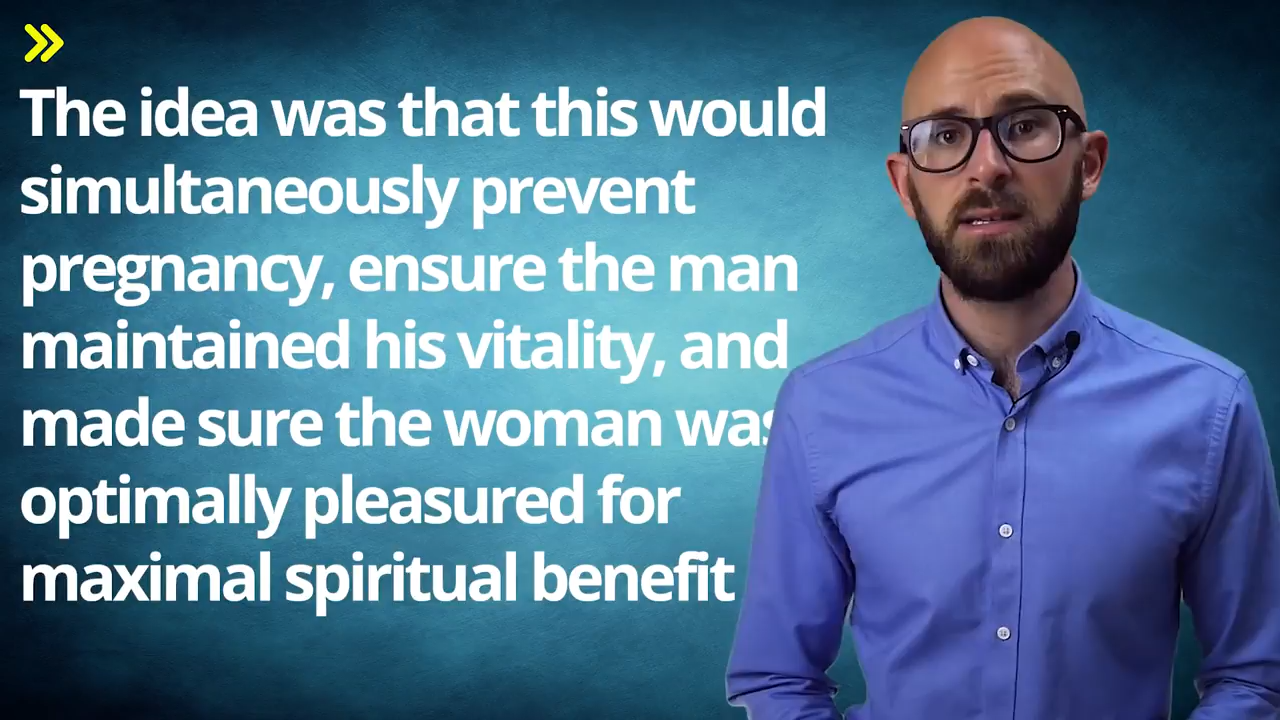 The idea was that this would
simultaneously prevent
pregnancy, ensure the man
maintained his vitality, and
made sure the woman was
optimally pleasured for
maximal spiritual benefit